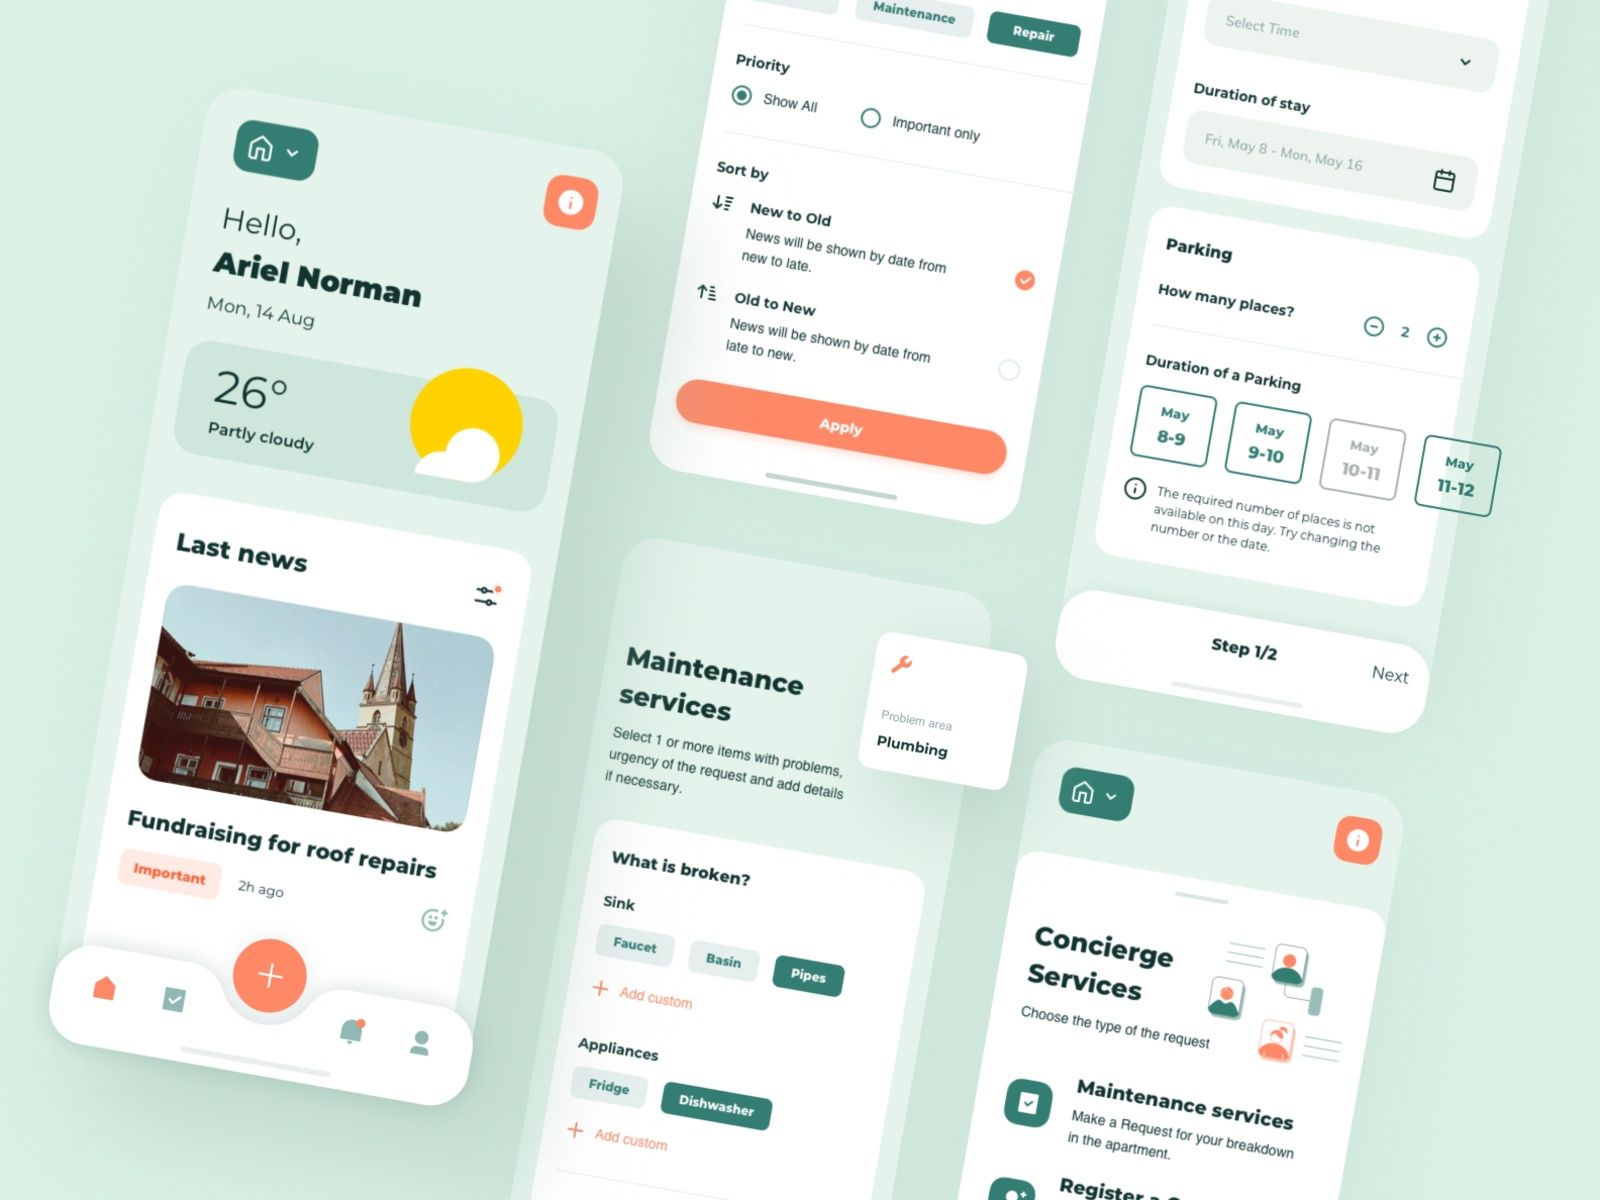 Hello,
Ariel Norman
Mon, 14 Aug
26°
Partly cloudy
Last news
Fundraising for roof repairs
Important
2h ago
Maintenance
Repair
Priority
Show All
Important only
Sort by
New to Old
News will be shown by date from
new to late.
Old to New
News will be shown by date from
late to new.
Apply
Maintenance
services
Select 1 or more items with problems,
urgency of the request and add details
if necessary.
Problem area
Plumbing
What is broken?
Sink
Faucet
Basin
Pipes
Add custom
Appliances
Fridge
Dishwasher
Add custom
Select Time
Duration of stay
Fri, May 8 - Mon, May 16
Parking
How many places?
2
Duration of a Parking
May
8-9
May
9-10
May
10-11
May
11-12
The required number of places is not
available on this day. Try changing the
number or the date.
Step 1/2
Next
Concierge
Services
Choose the type of the request
Maintenance services
Make a Request for your breakdown
in the apartment.
Register a